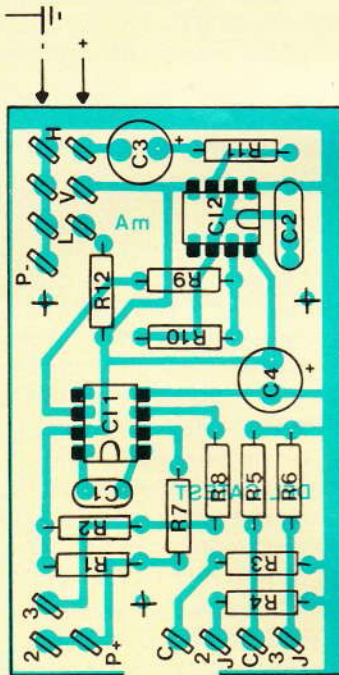 - +
H
V
L
P-
C3
+
R11
Am
CI2
C2
R12
R9
R10
C4
+
CI1
C1
R2
R1
R7
R8
R5
R6
R3
R4
3
2
P+
C
2
J
C
3
J